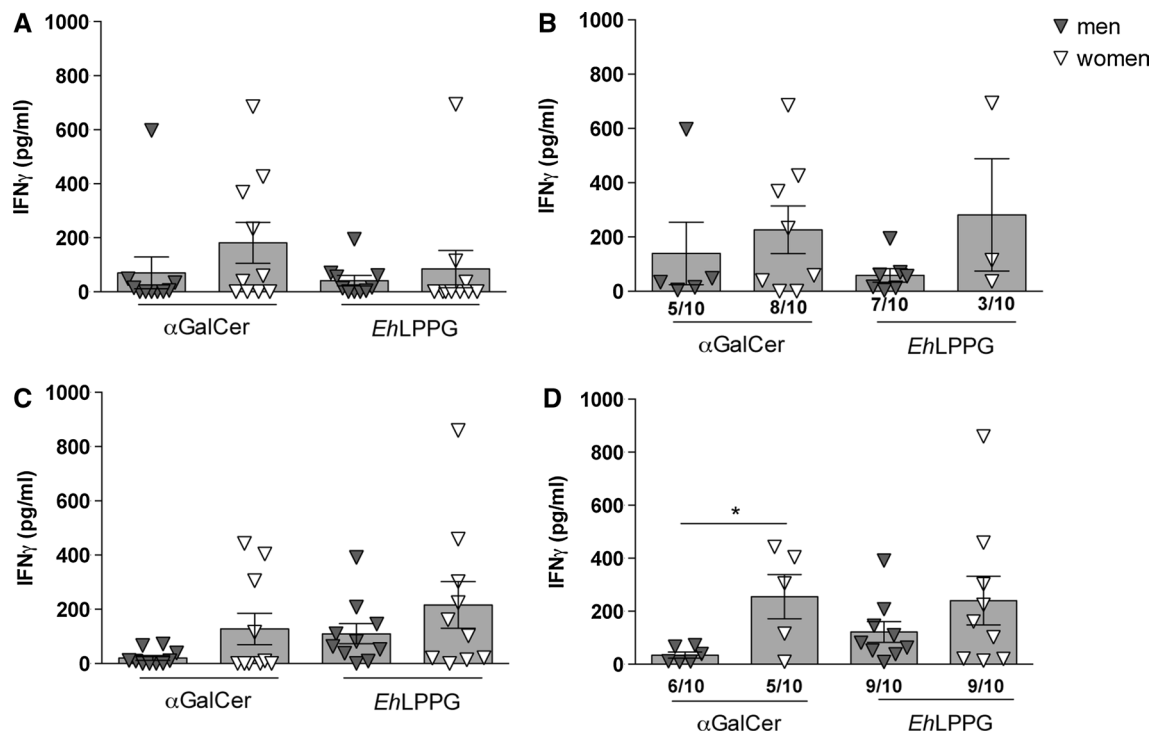 A
IFNγ (pg/ml)
1000
800
600
400
200
0
αGalCer
EhLPPG
B
IFNγ (pg/ml)
1000
800
600
400
200
0
5/10 8/10 7/10 3/10
αGalCer
EhLPPG
men
women
C
IFNγ (pg/ml)
1000
800
600
400
200
0
αGalCer
EhLPPG
D
IFNγ (pg/ml)
1000
800
600
400
200
0
*
6/10 5/10 9/10 9/10
αGalCer
EhLPPG